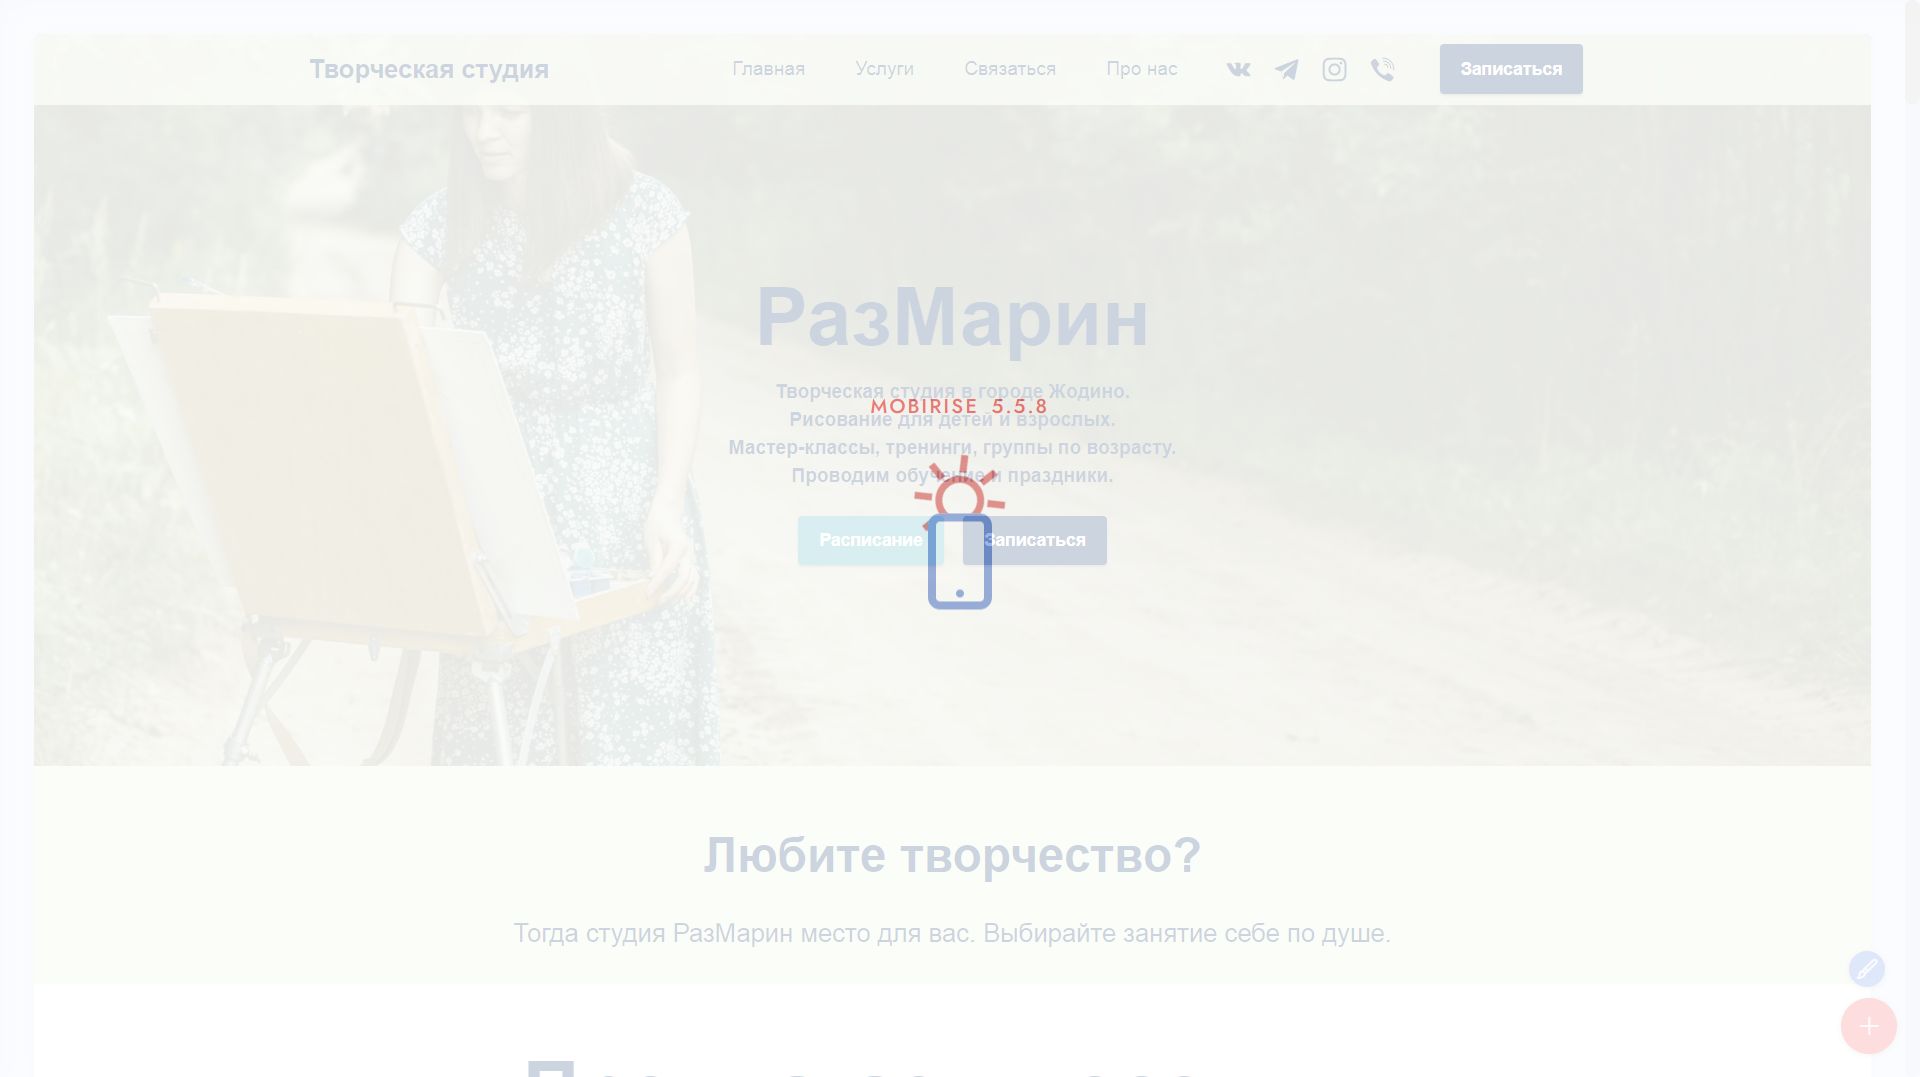 Творческая студия
Главная
Услуги
Связаться
Про нас
Записаться
РазМарин
Творческая студия в городе Жодино.
MOBIRISE 5.5.8
Рисование для детей и взрослых.
Мастер-классы, тренинги, группы по возрасту.
Проводим обучение и праздники.
Расписание
Записаться
Любите творчество?
Тогда студия РазМарин место для вас. Выбирайте занятие себе по душе.